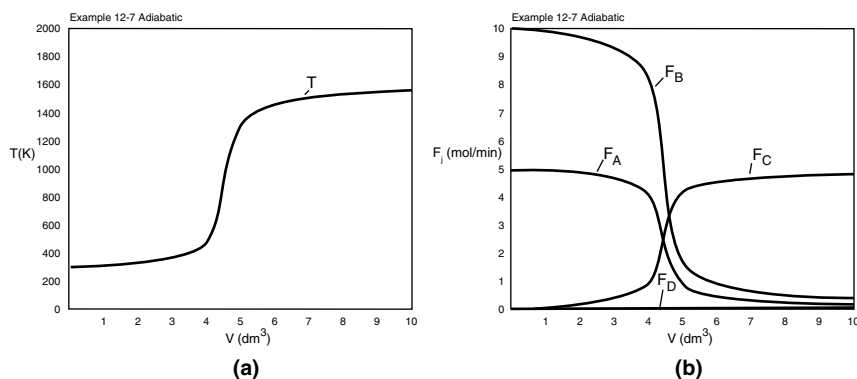 Example 12-7 Adiabatic
2000
1800
1600
1400
1200
T(K)
1000
800
600
400
200
0
T
1 2 3 4 5 6 7 8 9 10
V (dm³)
(a)
Example 12-7 Adiabatic
10
9
8
7
6
F_j (mol/min)
5
4
3
2
1
0
F_B
F_A
F_C
F_D
1 2 3 4 5 6 7 8 9 10
V (dm³)
(b)